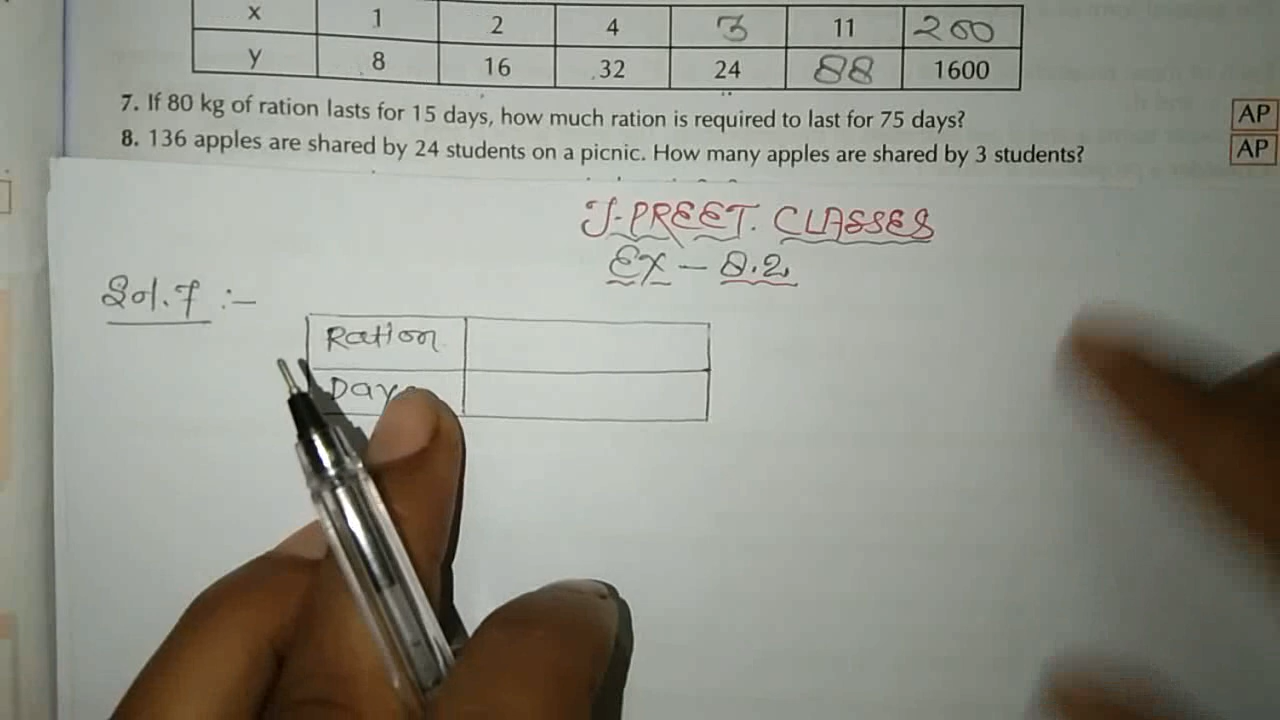 x 1 2 4 3 11 200
y 8 16 32 24 88 1600
7. If 80 kg of ration lasts for 15 days, how much ration is required to last for 75 days? AP
8. 136 apples are shared by 24 students on a picnic. How many apples are shared by 3 students? AP
J-PREET. CLASSES
EX - 8.2
Sol.7 :-
Ration